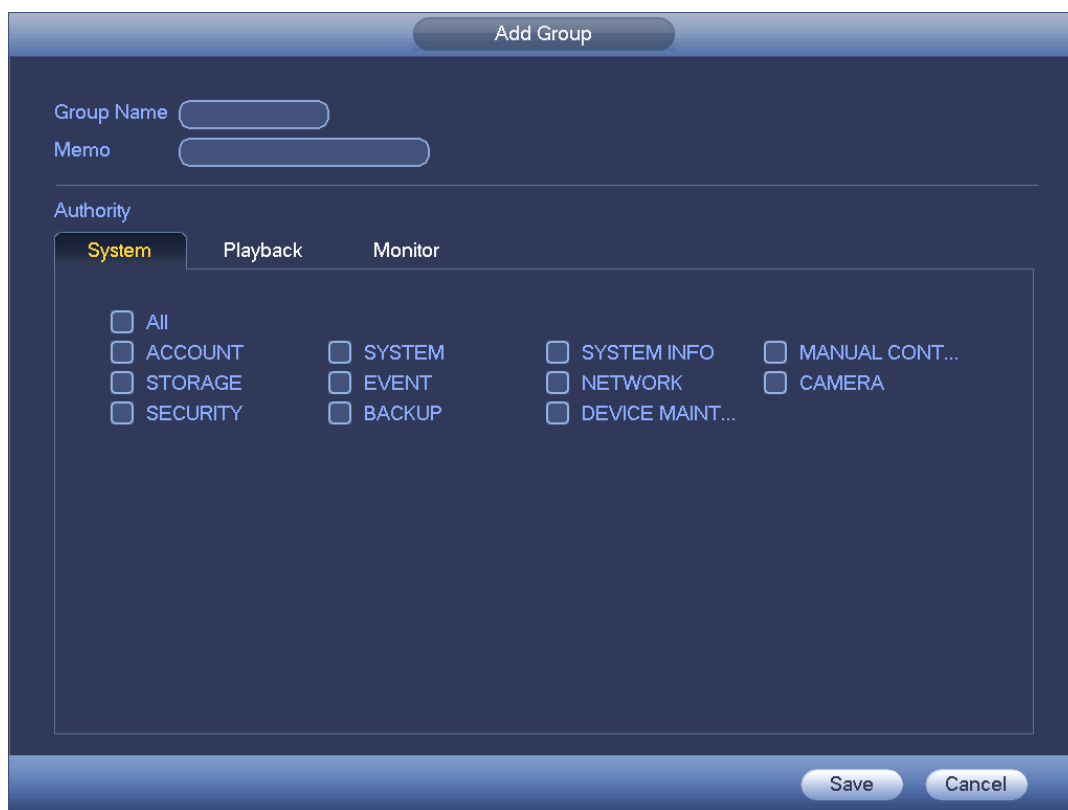 Add Group
Group Name
Memo
Authority
System Playback Monitor
All
ACCOUNT SYSTEM SYSTEM INFO MANUAL CONT...
STORAGE EVENT NETWORK CAMERA
SECURITY BACKUP DEVICE MAINT...
Save Cancel